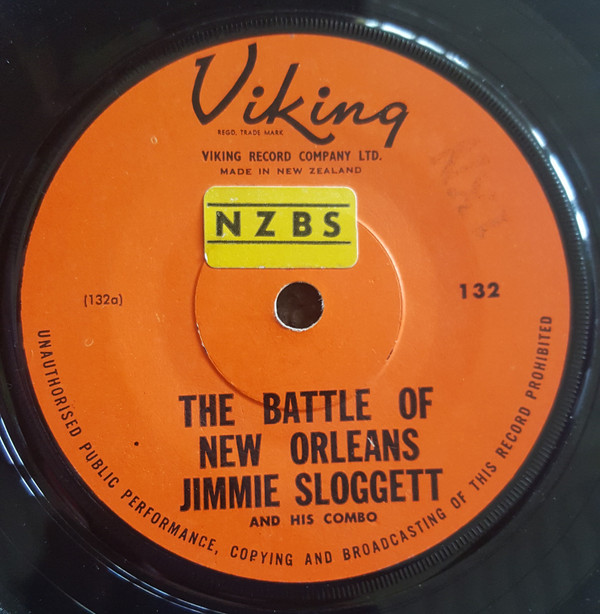 Viking
REGD. TRADE MARK
VIKING RECORD COMPANY LTD.
MADE IN NEW ZEALAND
NZBS
(132a)
132
THE BATTLE OF
NEW ORLEANS
JIMMIE SLOGGETT
AND HIS COMBO
UNAUTHORISED PUBLIC PERFORMANCE, COPYING AND BROADCASTING OF THIS RECORD PROHIBITED